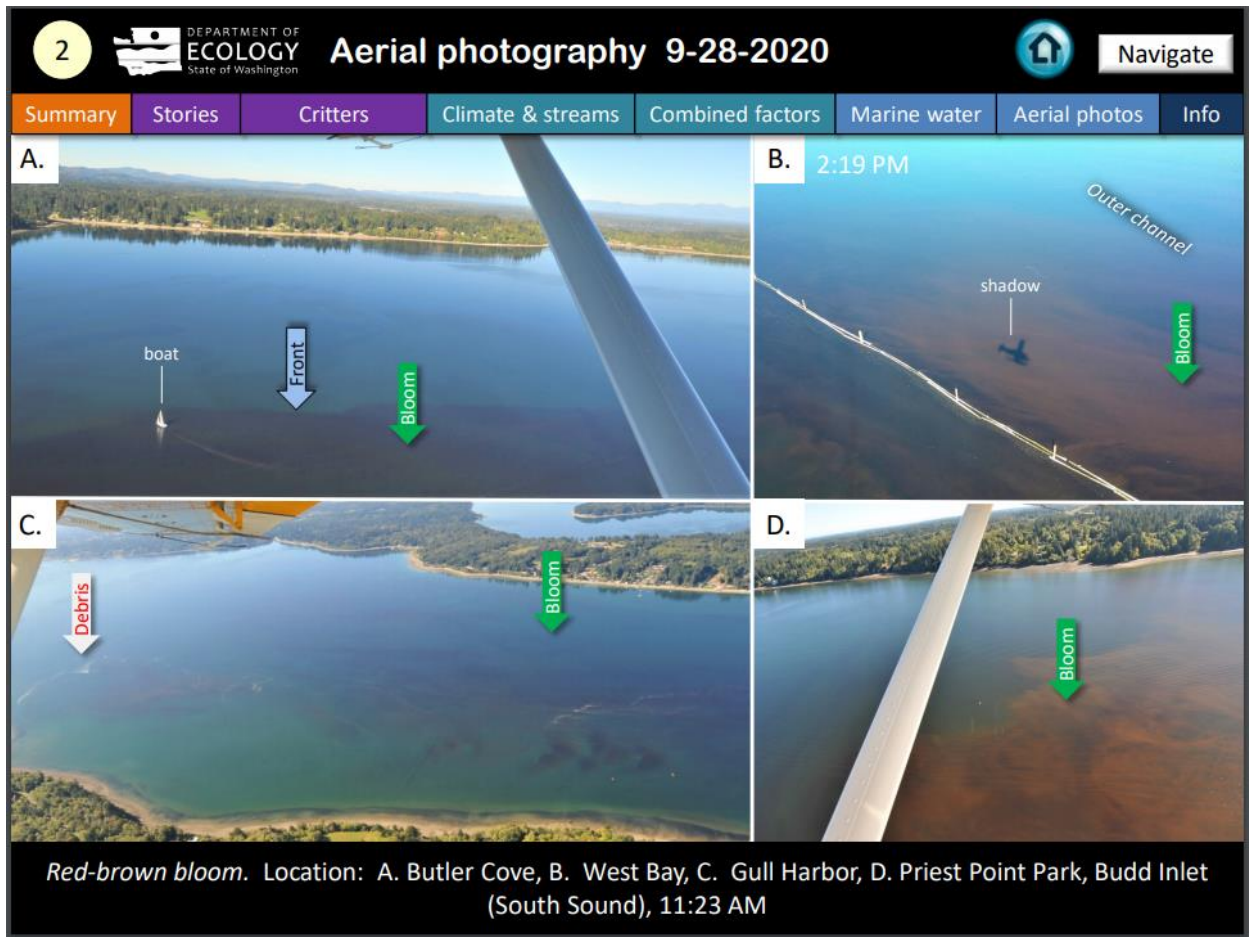 2
DEPARTMENT OF
ECOLOGY
State of Washington
Aerial photography 9-28-2020
Navigate
Summary
Stories
Critters
Climate & streams
Combined factors
Marine water
Aerial photos
Info
A.
boat
Front
Bloom
B.
2:19 PM
Outer channel
shadow
Bloom
C.
Debris
Bloom
D.
Bloom
Red-brown bloom. Location: A. Butler Cove, B. West Bay, C. Gull Harbor, D. Priest Point Park, Budd Inlet
(South Sound), 11:23 AM